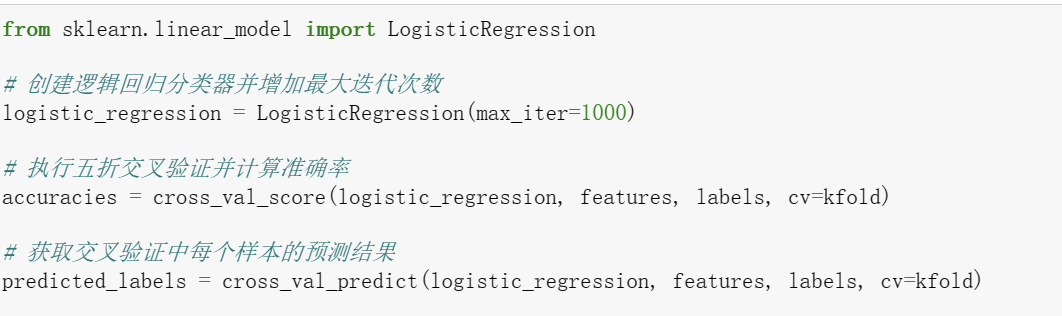 from sklearn.linear_model import LogisticRegression
# 创建逻辑回归分类器并增加最大迭代次数
logistic_regression = LogisticRegression(max_iter=1000)
# 执行五折交叉验证并计算准确率
accuracies = cross_val_score(logistic_regression, features, labels, cv=kfold)
# 获取交叉验证中每个样本的预测结果
predicted_labels = cross_val_predict(logistic_regression, features, labels, cv=kfold)